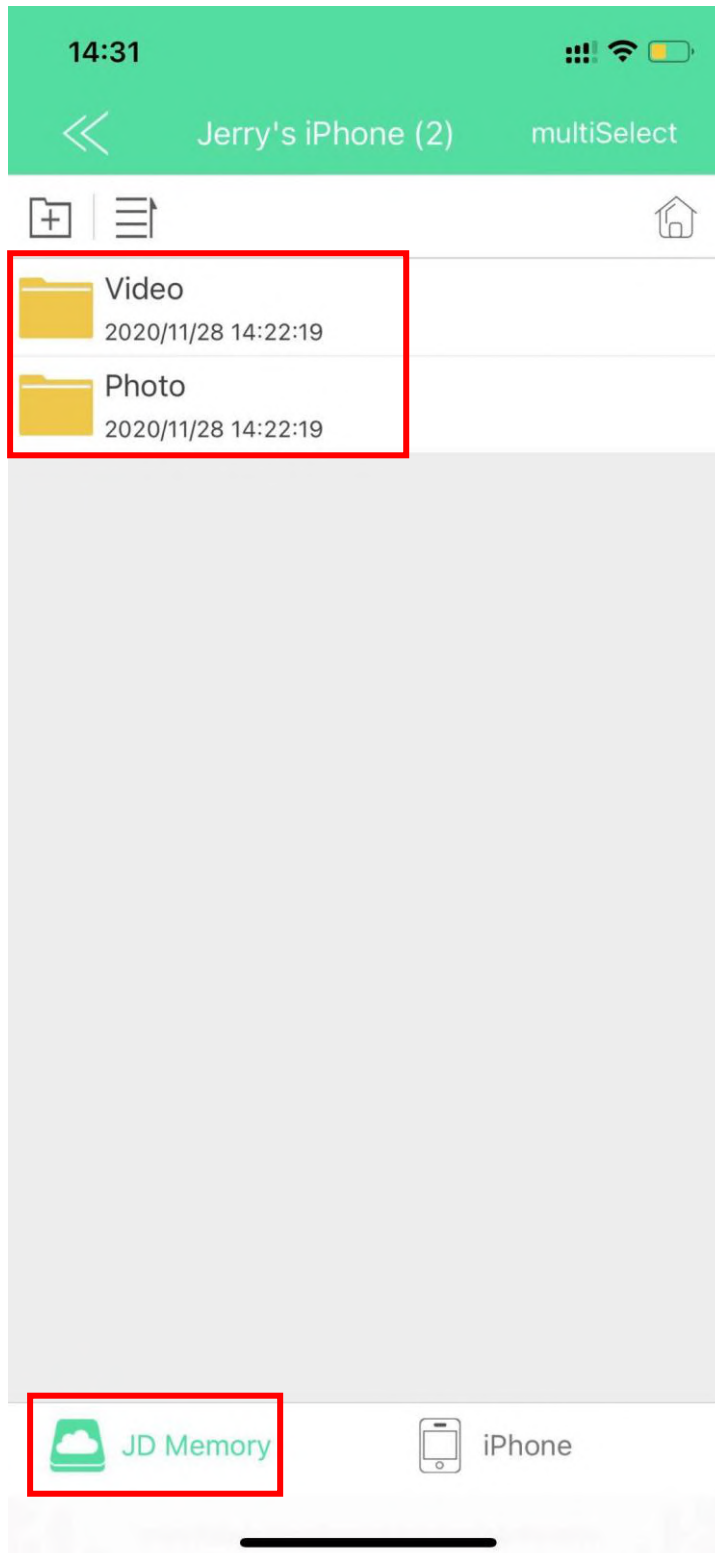 14:31
Jerry's iPhone (2)
multiSelect
Video
2020/11/28 14:22:19
Photo
2020/11/28 14:22:19
JD Memory
iPhone